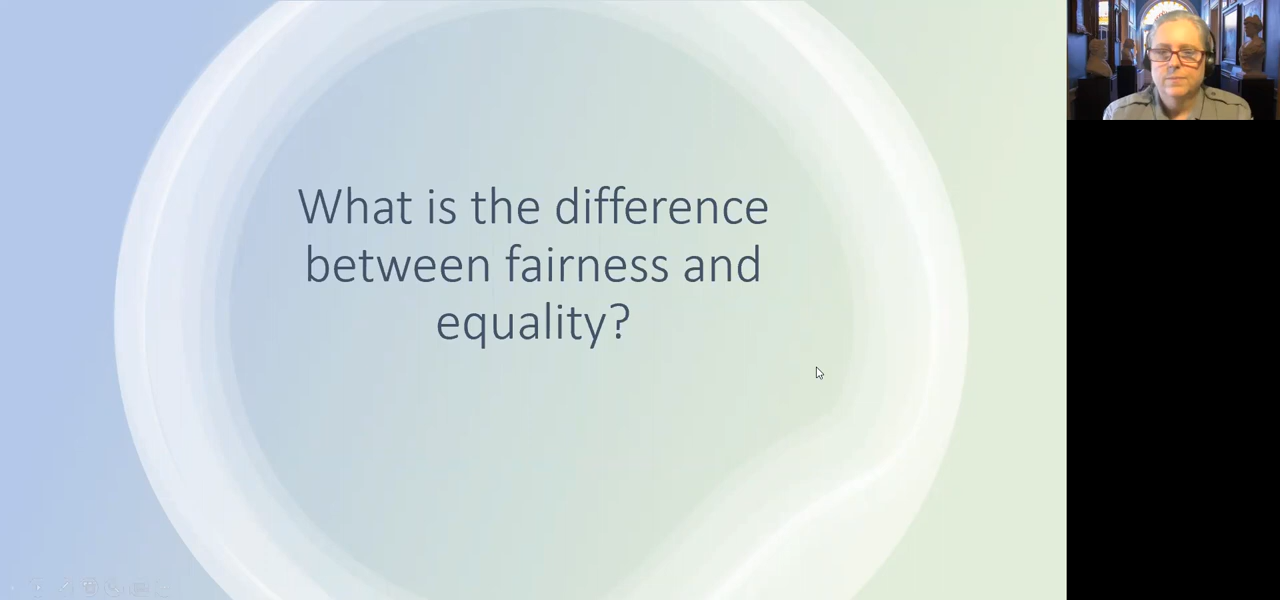 What is the difference
between fairness and
equality?